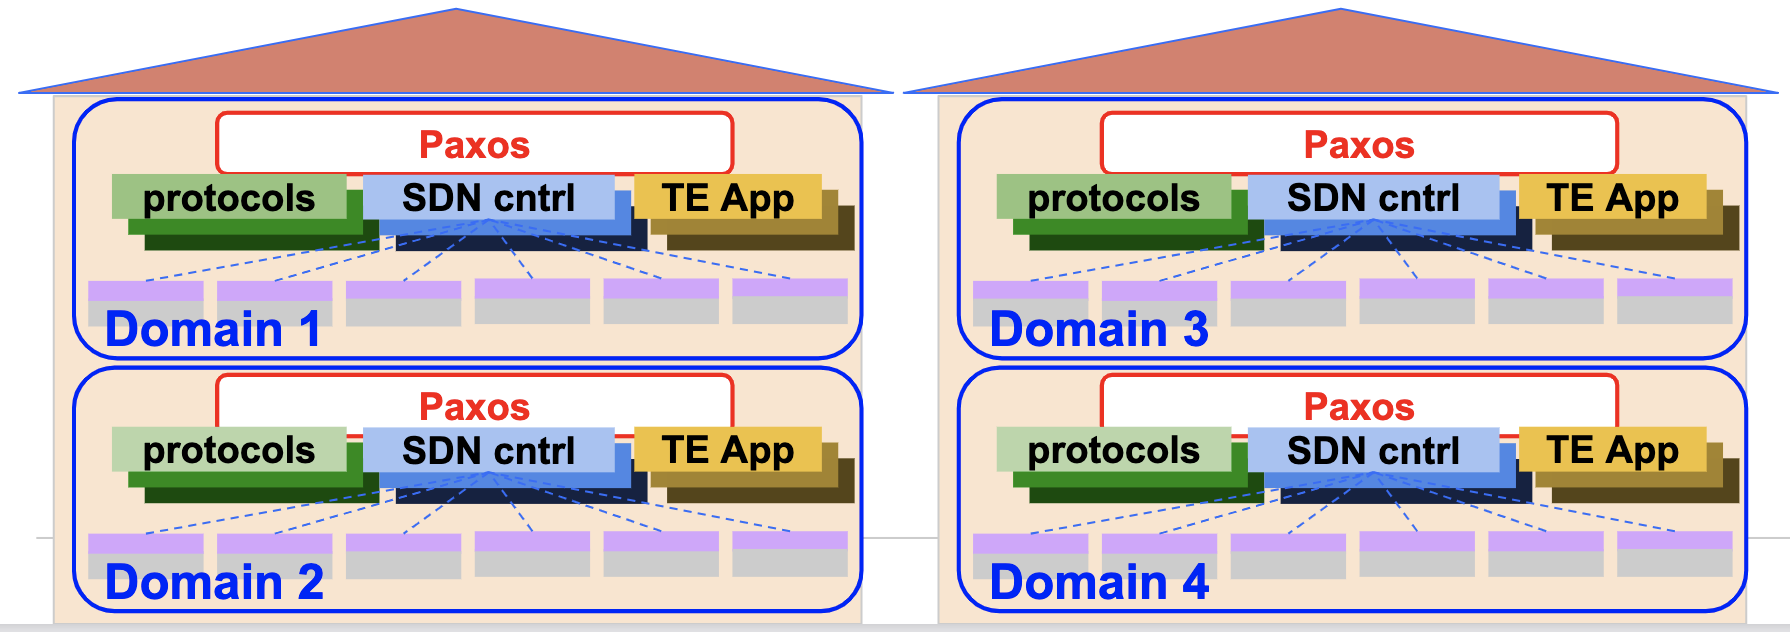 Paxos
protocols SDN cntrl TE App
Domain 1
Paxos
protocols SDN cntrl TE App
Domain 2
Paxos
protocols SDN cntrl TE App
Domain 3
Paxos
protocols SDN cntrl TE App
Domain 4